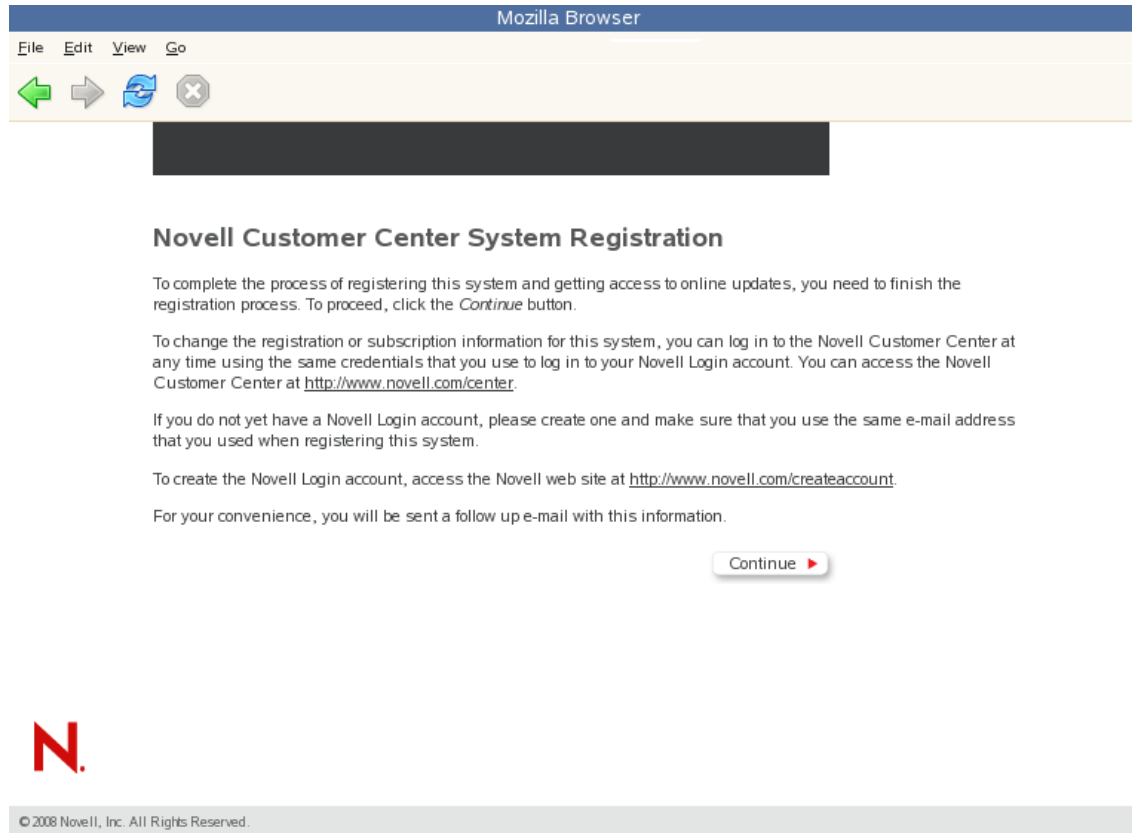 Mozilla Browser
File Edit View Go
Novell Customer Center System Registration
To complete the process of registering this system and getting access to online updates, you need to finish the
registration process. To proceed, click the Continue button.
To change the registration or subscription information for this system, you can log in to the Novell Customer Center at
any time using the same credentials that you use to log in to your Novell Login account. You can access the Novell
Customer Center at http://www.novell.com/center.
If you do not yet have a Novell Login account, please create one and make sure that you use the same e-mail address
that you used when registering this system.
To create the Novell Login account, access the Novell web site at http://www.novell.com/createaccount.
For your convenience, you will be sent a follow up e-mail with this information.
Continue
N.
© 2008 Novell, Inc. All Rights Reserved.